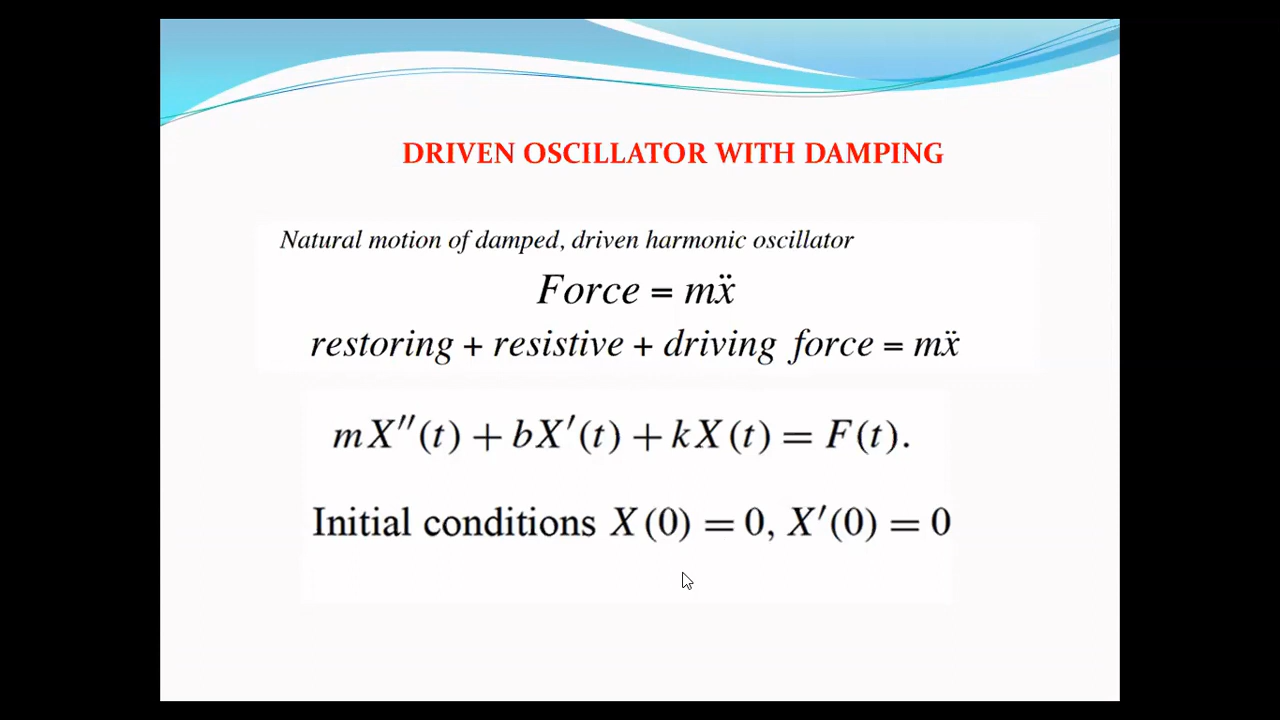 DRIVEN OSCILLATOR WITH DAMPING
Natural motion of damped, driven harmonic oscillator
Force = mẍ
restoring + resistive + driving force = mẍ
mX″(t) + bX′(t) + kX(t) = F(t).
Initial conditions X(0) = 0, X′(0) = 0